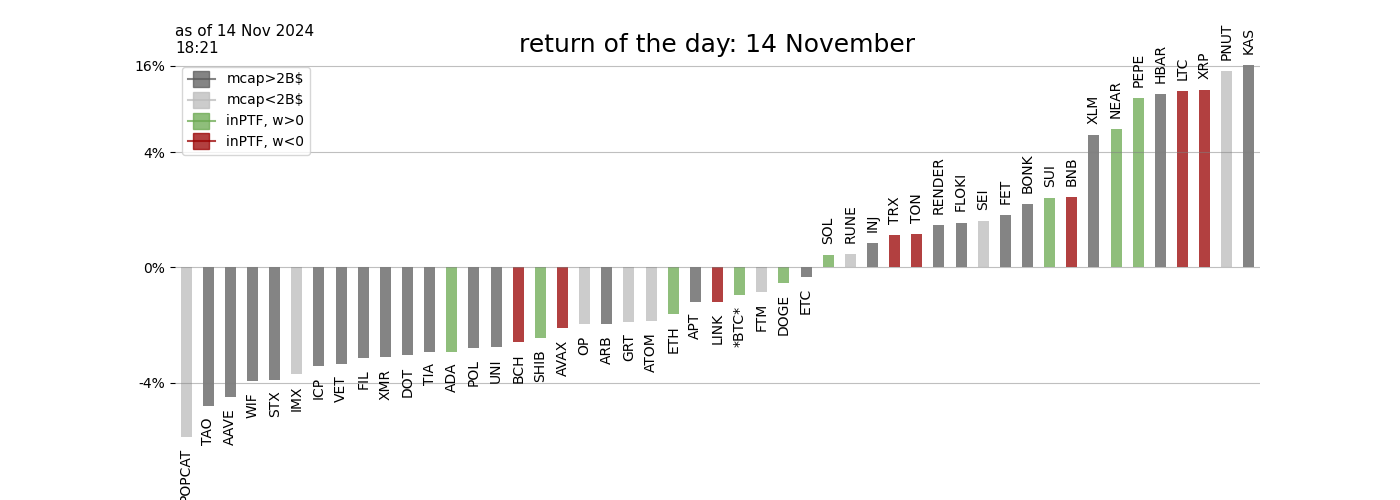 as of 14 Nov 2024
18:21
return of the day: 14 November
16%
4%
0%
-4%
mcap>2B$
mcap<2B$
inPTF, w>0
inPTF, w<0
POPCAT
TAO
AAVE
WIF
STX
IMX
ICP
VET
FIL
XMR
DOT
TIA
ADA
POL
UNI
BCH
SHIB
AVAX
OP
ARB
GRT
ATOM
ETH
APT
LINK
*BTC*
FTM
DOGE
ETC
SOL
RUNE
INJ
TRX
TON
RENDER
FLOKI
SEI
FET
BONK
SUI
BNB
XLM
NEAR
PEPE
HBAR
LTC
XRP
PNUT
KAS